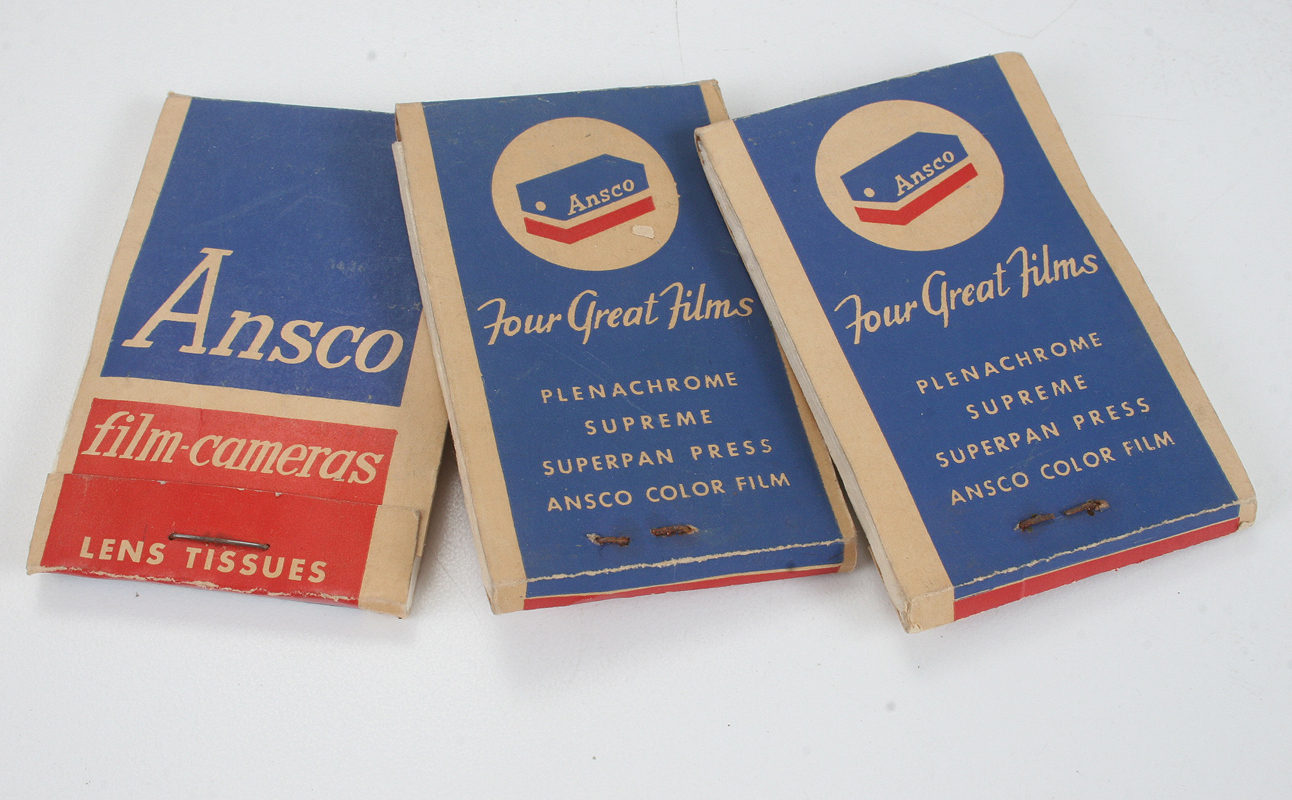 Ansco
film-cameras
LENS TISSUES
Ansco
Four Great Films
PLENACHROME
SUPREME
SUPERPAN PRESS
ANSCO COLOR FILM
Ansco
Four Great Films
PLENACHROME
SUPREME
SUPERPAN PRESS
ANSCO COLOR FILM